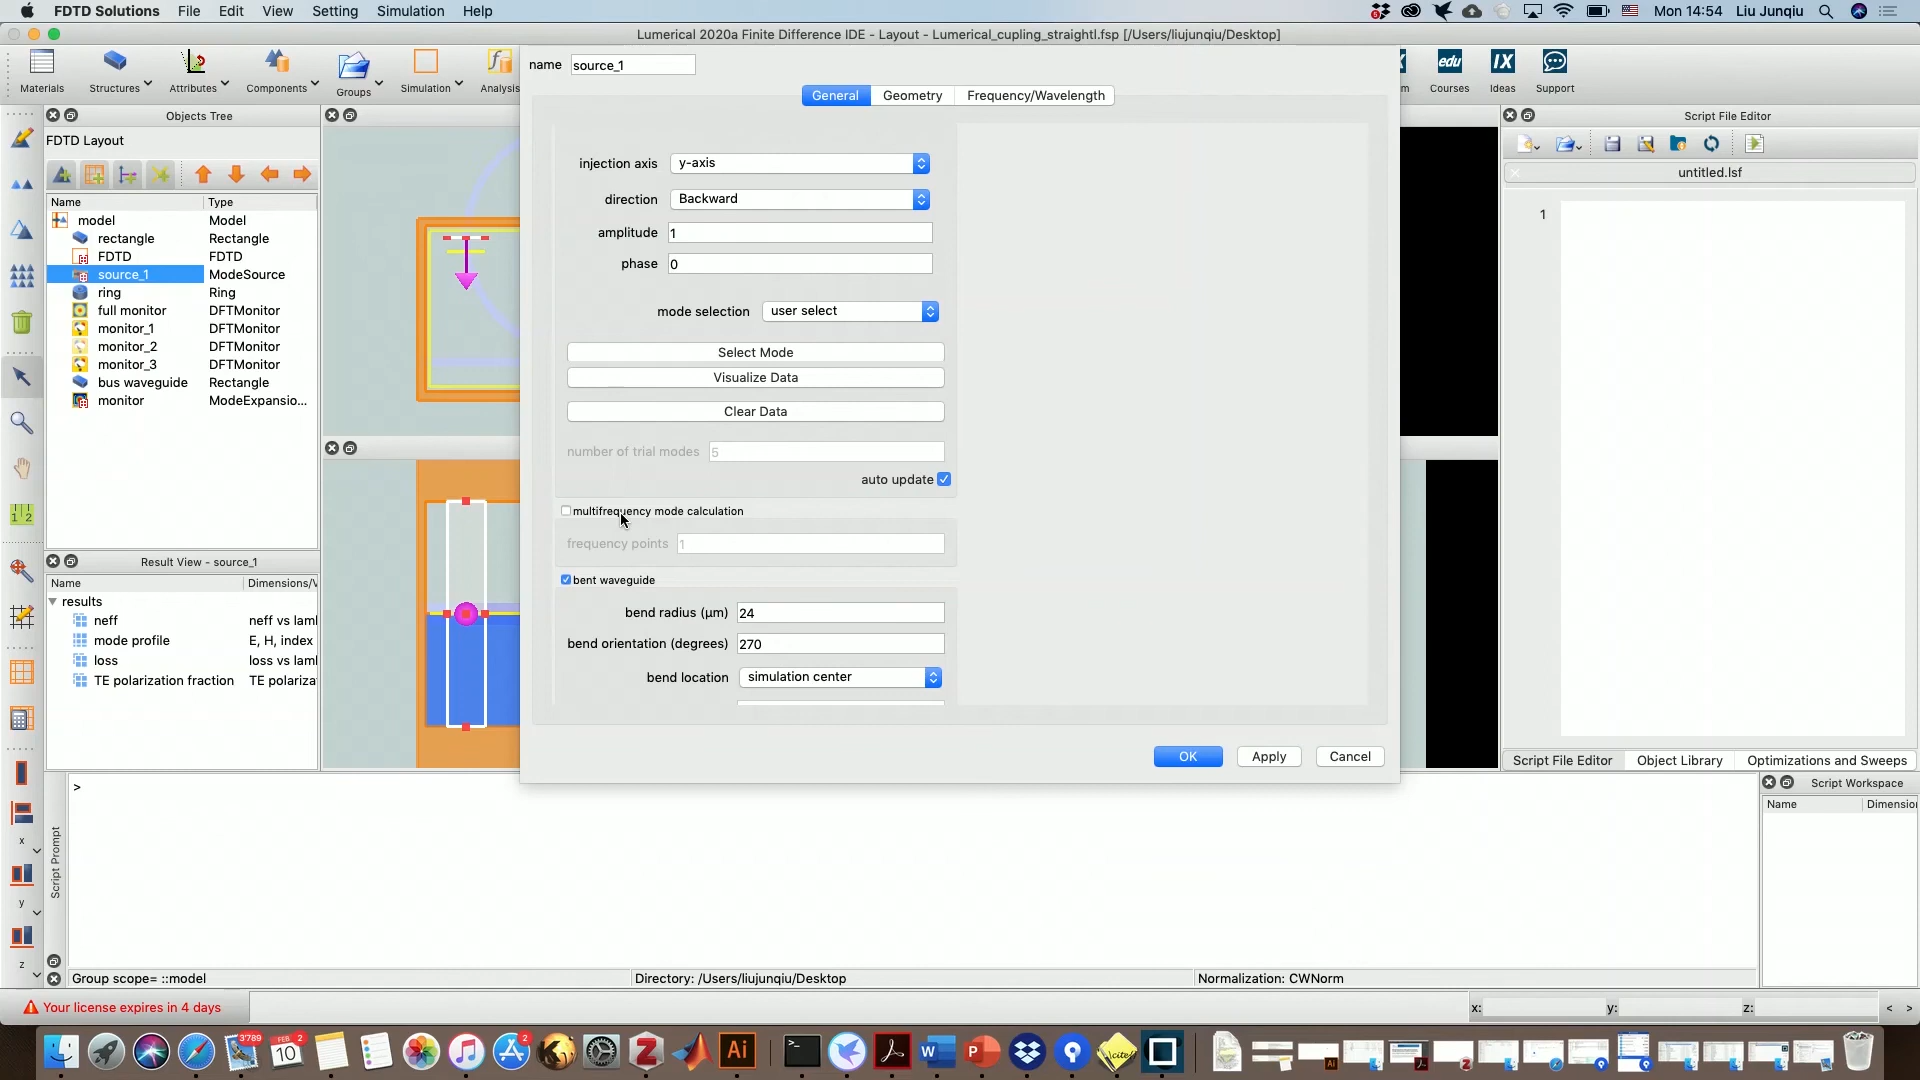 FDTD Solutions File Edit View Setting Simulation Help
Mon 14:54 Liu Junqiu
Lumerical 2020a Finite Difference IDE - Layout - Lumerical_cupling_straightl.fsp [/Users/liujunqiu/Desktop]
Materials Structures Attributes Components Groups Simulation Analysis
Courses Ideas Support
name source_1
General Geometry Frequency/Wavelength
Objects Tree
FDTD Layout
Name Type
model Model
rectangle Rectangle
FDTD FDTD
source_1 ModeSource
ring Ring
full monitor DFTMonitor
monitor_1 DFTMonitor
monitor_2 DFTMonitor
monitor_3 DFTMonitor
bus waveguide Rectangle
monitor ModeExpansio...
Result View - source_1
Name Dimensions/V
results
neff neff vs laml
mode profile E, H, index
loss loss vs laml
TE polarization fraction TE polariza
injection axis y-axis
direction Backward
amplitude 1
phase 0
mode selection user select
Select Mode
Visualize Data
Clear Data
number of trial modes 5
auto update
multifrequency mode calculation
frequency points 1
bent waveguide
bend radius (µm) 24
bend orientation (degrees) 270
bend location simulation center
OK Apply Cancel
Script File Editor
untitled.lsf
1
Script File Editor Object Library Optimizations and Sweeps
Script Workspace
Name Dimension
>
Script Prompt
x
y
z
Group scope= ::model Directory: /Users/liujunqiu/Desktop Normalization: CWNorm
Your license expires in 4 days
x: y: z: < >